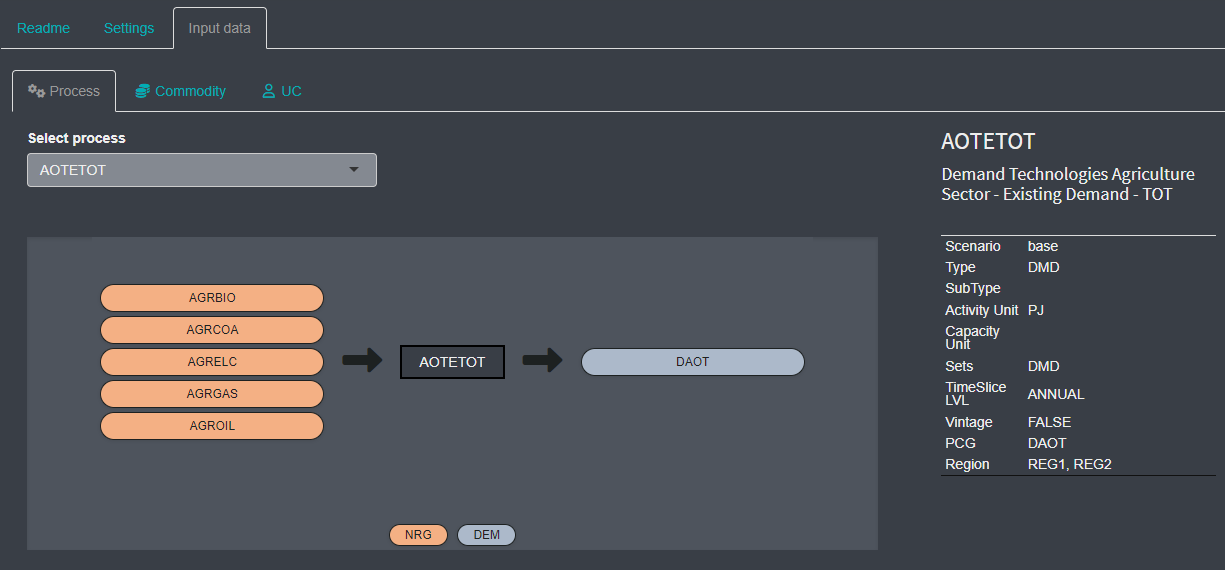 Readme Settings Input data
Process Commodity UC
Select process
AOTETOT
AGRBIO
AGRCOA
AGRELC
AGRGAS
AGROIL
AOTETOT
DAOT
NRG DEM
AOTETOT
Demand Technologies Agriculture
Sector - Existing Demand - TOT
Scenario base
Type DMD
SubType
Activity Unit PJ
Capacity
Unit
Sets DMD
TimeSlice
LVL ANNUAL
Vintage FALSE
PCG DAOT
Region REG1, REG2